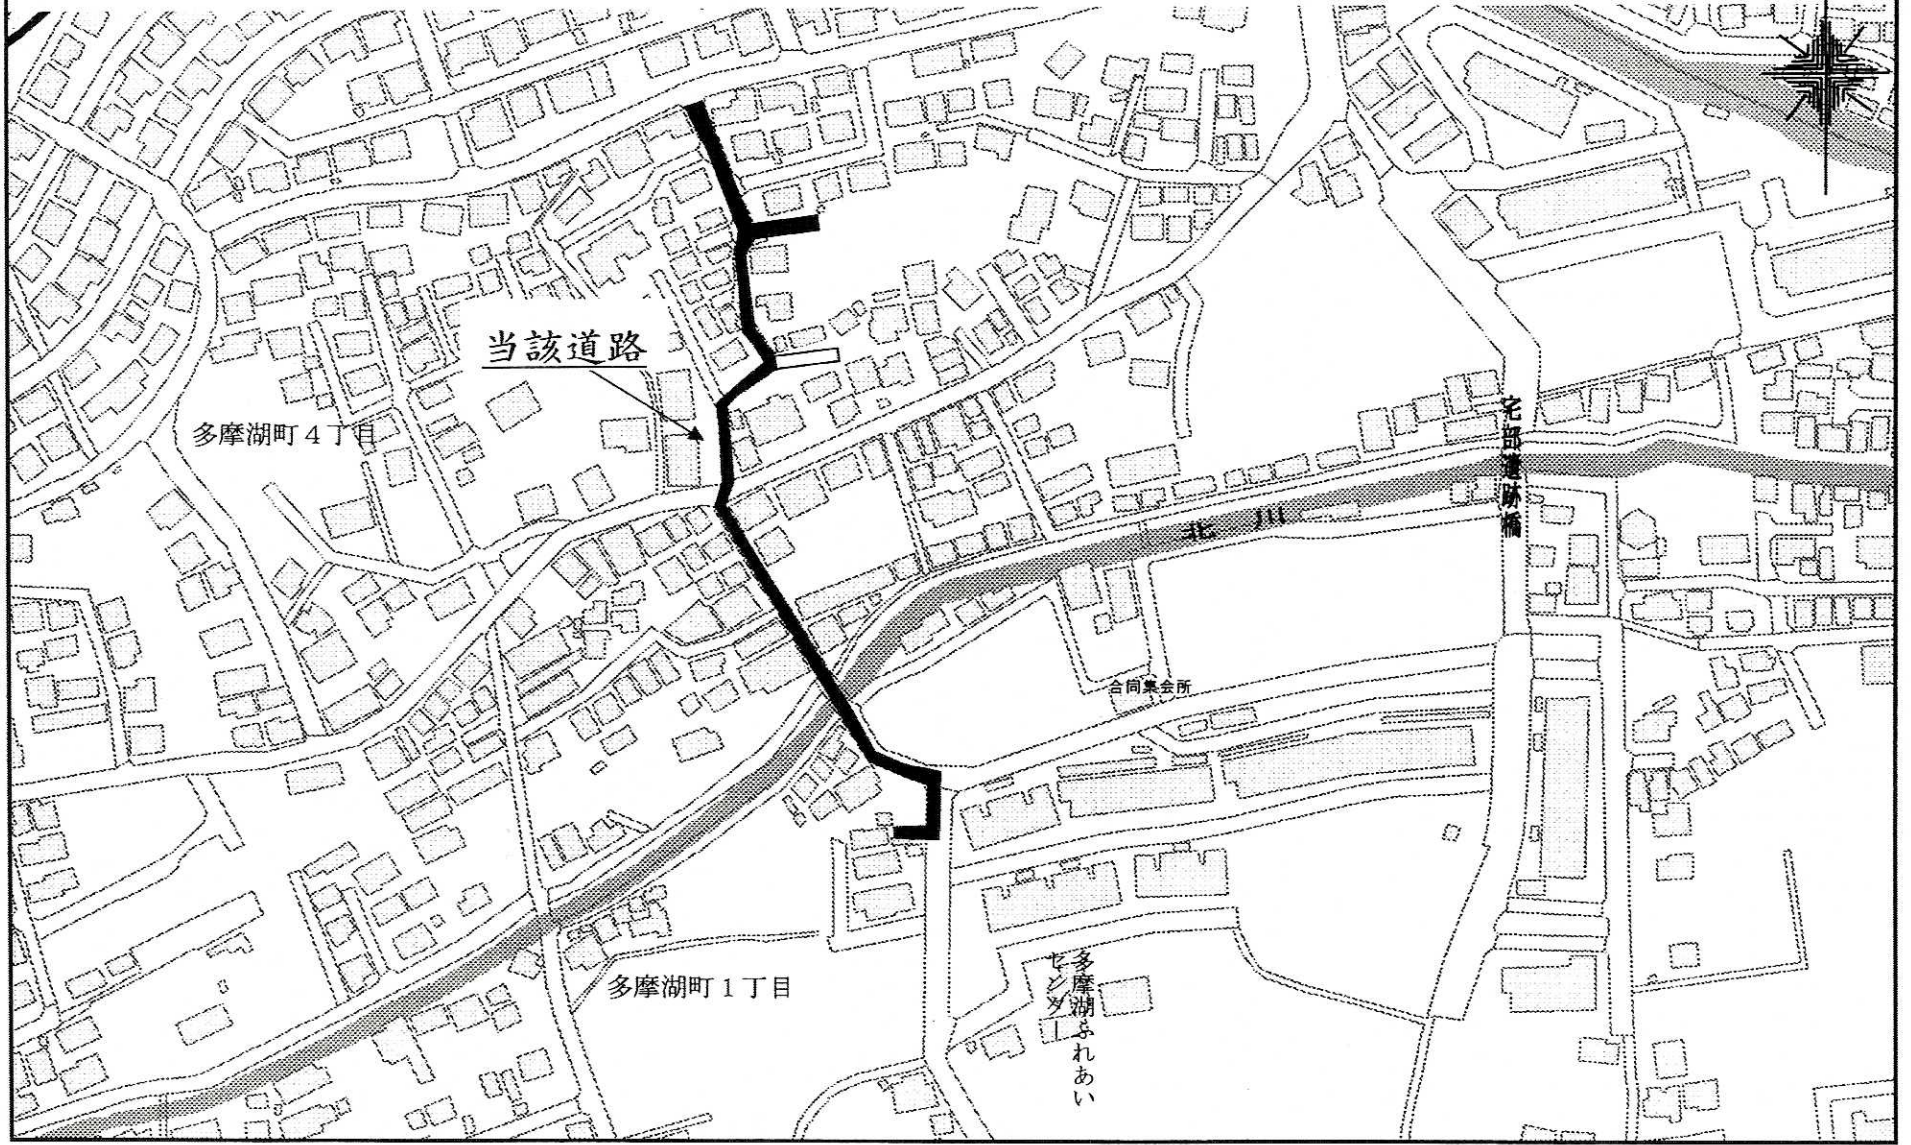 当該道路
多摩湖町4丁目
宅部遺跡橋
北川
合同集会所
多摩湖町1丁目
多摩湖ふれあい
センター